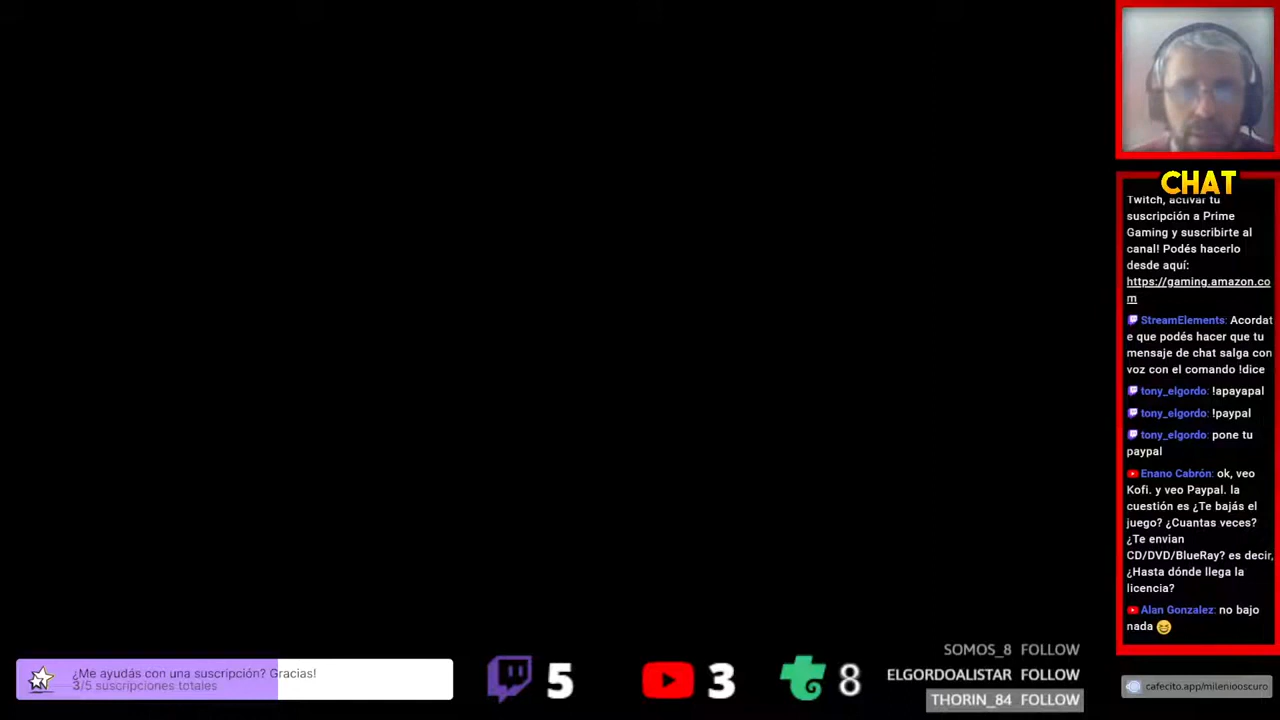 CHAT
Twitch, activar tu
suscripción a Prime
Gaming y suscribirte al
canal! Podés hacerlo
desde aquí:
https://gaming.amazon.co
m
StreamElements: Acordat
e que podés hacer que tu
mensaje de chat salga con
voz con el comando !dice
tony_elgordo: !apayapal
tony_elgordo: !paypal
tony_elgordo: pone tu
paypal
Enano Cabrón: ok, veo
Kofi. y veo Paypal. la
cuestión es ¿Te bajás el
juego? ¿Cuantas veces?
¿Te envian
CD/DVD/BlueRay? es decir,
¿Hasta dónde llega la
licencia?
Alan Gonzalez: no bajo
nada
¿Me ayudás con una suscripción? Gracias!
3/5 suscripciones totales
5
3
8
SOMOS_8 FOLLOW
ELGORDOALISTAR FOLLOW
THORIN_84 FOLLOW
cafecito.app/mileniooscuro